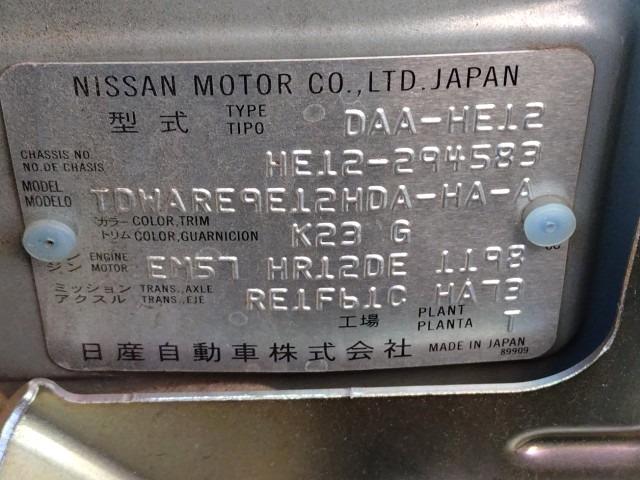 NISSAN MOTOR CO., LTD. JAPAN
型式 TYPE TIPO DAA-HE12
CHASSIS NO. NO. DE CHASIS HE12-294583
MODEL MODELO TDWARE9E12HDA-HA-A
カラー COLOR, TRIM
トリム COLOR, GUARNICION K23 G
ENGINE
ジン MOTOR EM57 HR12DE 1198
ミッション TRANS., AXLE
アクスル TRANS., EJE RE1F61C HA73
工場 PLANT PLANTA T
日産自動車株式会社 MADE IN JAPAN
89909